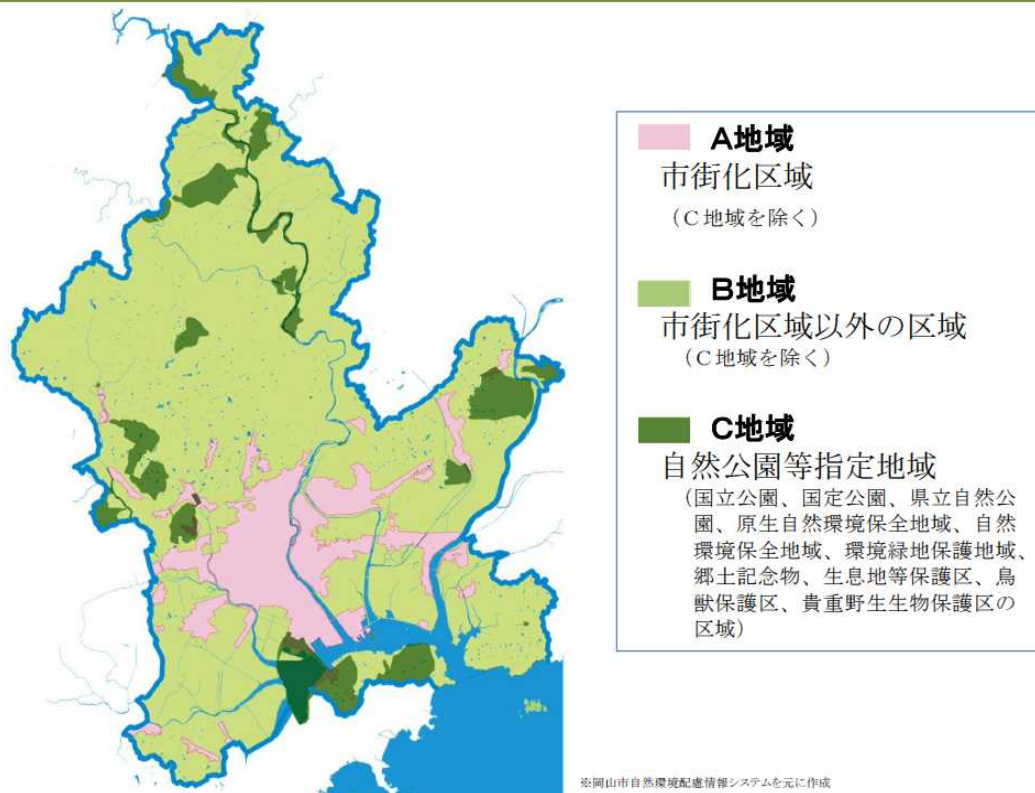 A地域
市街化区域
(C地域を除く)
B地域
市街化区域以外の区域
(C地域を除く)
C地域
自然公園等指定地域
(国立公園、国定公園、県立自然公
園、原生自然環境保全地域、自然
環境保全地域、環境緑地保護地域、
郷土記念物、生息地等保護区、鳥
獣保護区、貴重野生生物保護区の
区域)
※岡山市自然環境配慮情報システムを元に作成